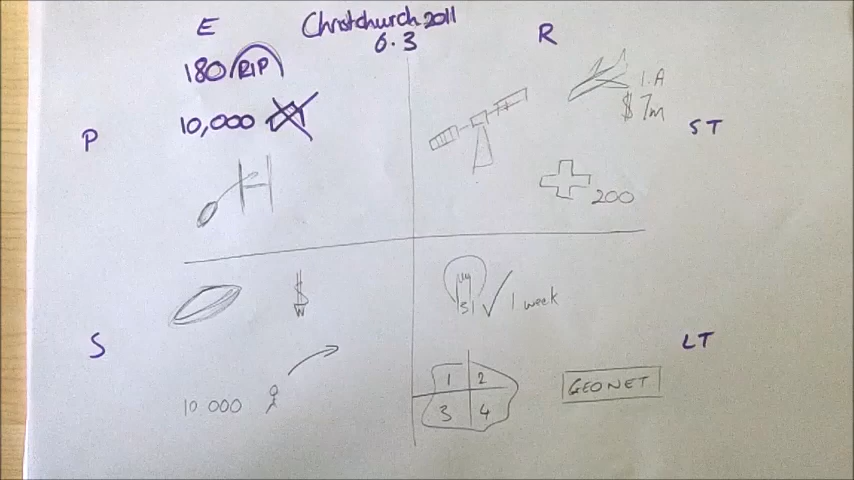 E
Christchurch 2011
6.3
R
180 RIP
1.A
$ 7m
10,000
P
ST
200
1 week
S
LT
1 2
3 4
GEONET
10 000